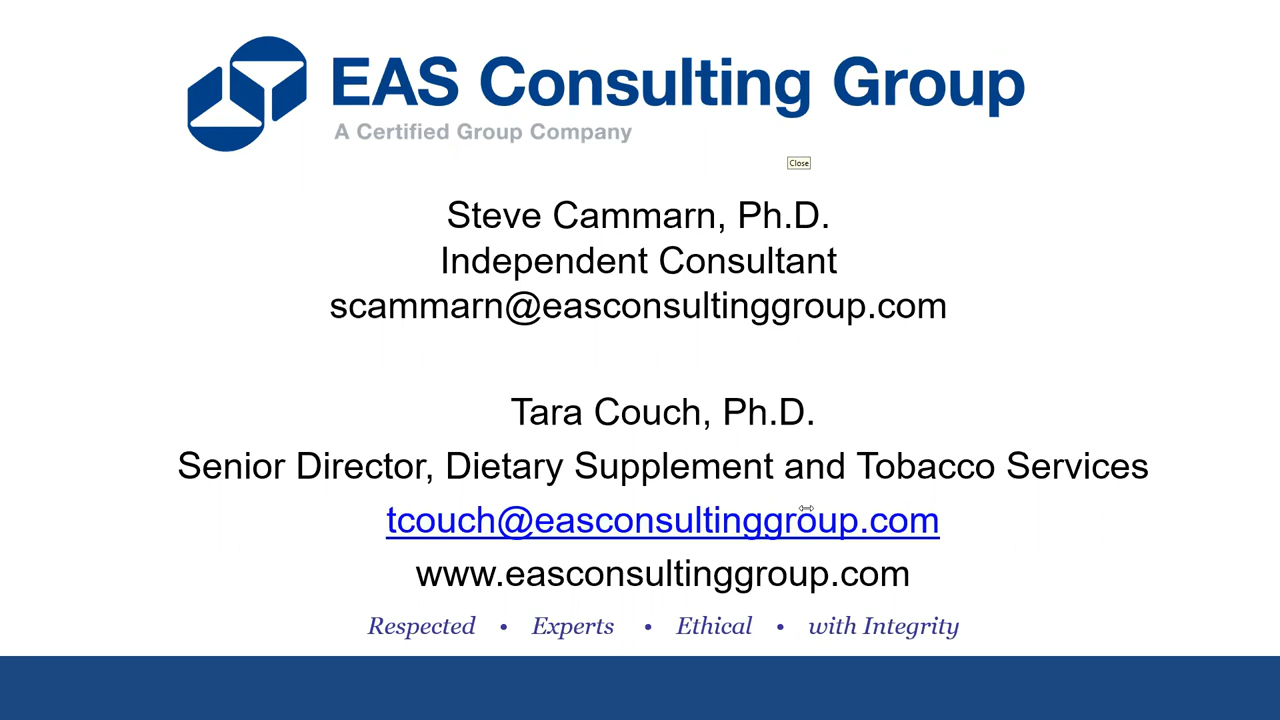 EAS Consulting Group
A Certified Group Company
Close
Steve Cammarn, Ph.D.
Independent Consultant
scammarn@easconsultinggroup.com
Tara Couch, Ph.D.
Senior Director, Dietary Supplement and Tobacco Services
tcouch@easconsultinggroup.com
www.easconsultinggroup.com
Respected • Experts • Ethical • with Integrity